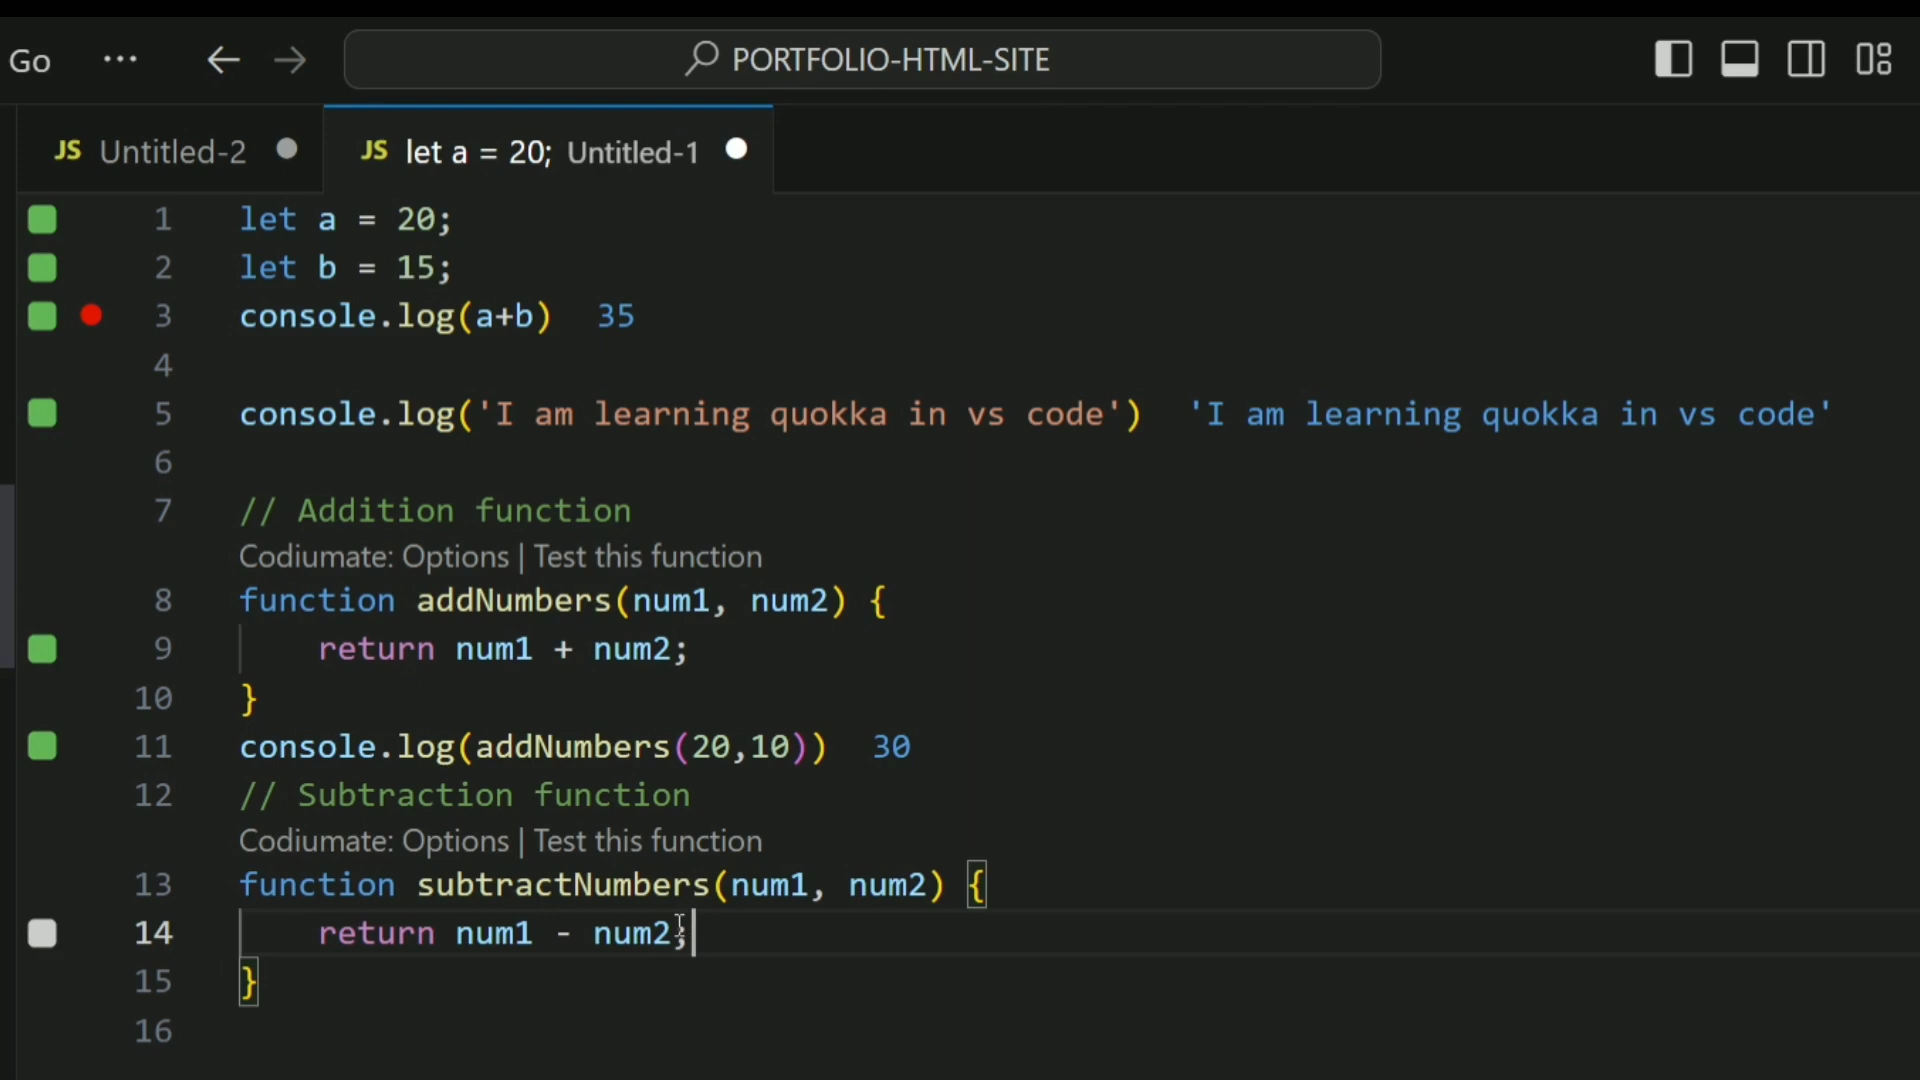 Go ··· PORTFOLIO-HTML-SITE
JS Untitled-2 JS let a = 20; Untitled-1
1 let a = 20;
2 let b = 15;
3 console.log(a+b) 35
4
5 console.log('I am learning quokka in vs code') 'I am learning quokka in vs code'
6
7 // Addition function
Codiumate: Options | Test this function
8 function addNumbers(num1, num2) {
9 return num1 + num2;
10 }
11 console.log(addNumbers(20,10)) 30
12 // Subtraction function
Codiumate: Options | Test this function
13 function subtractNumbers(num1, num2) {
14 return num1 - num2;
15 }
16